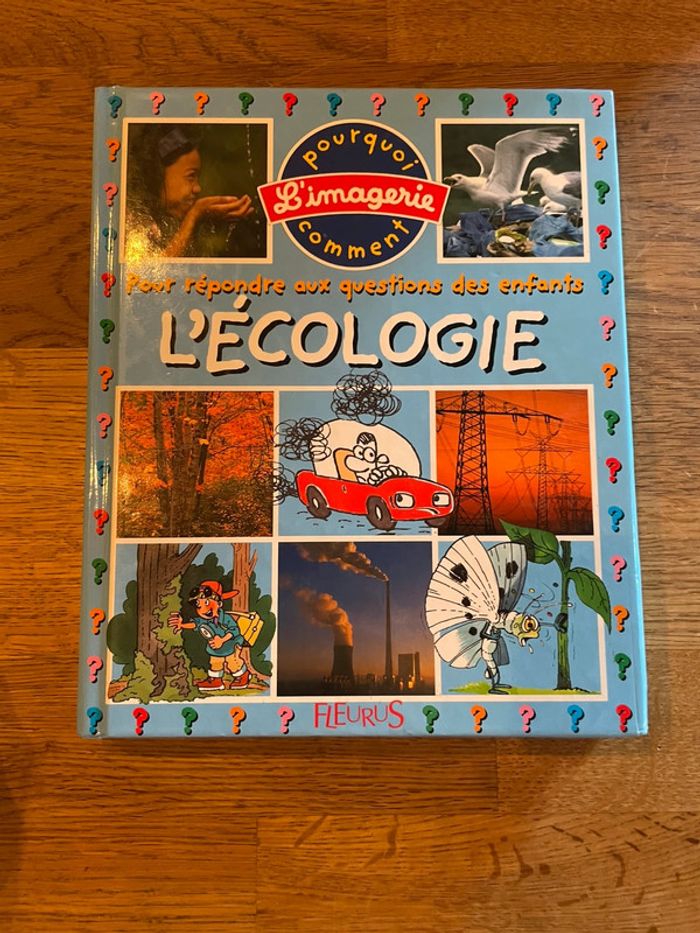 pourquoi
L'imagerie
comment
Pour répondre aux questions des enfants
L'ÉCOLOGIE
FLEURUS